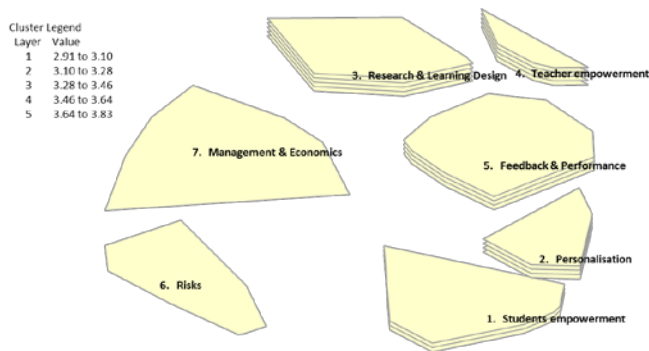 Cluster Legend
Layer Value
1 2.91 to 3.10
2 3.10 to 3.28
3 3.28 to 3.46
4 3.46 to 3.64
5 3.64 to 3.83
3. Research & Learning Design
4. Teacher empowerment
7. Management & Economics
5. Feedback & Performance
2. Personalisation
6. Risks
1. Students empowerment